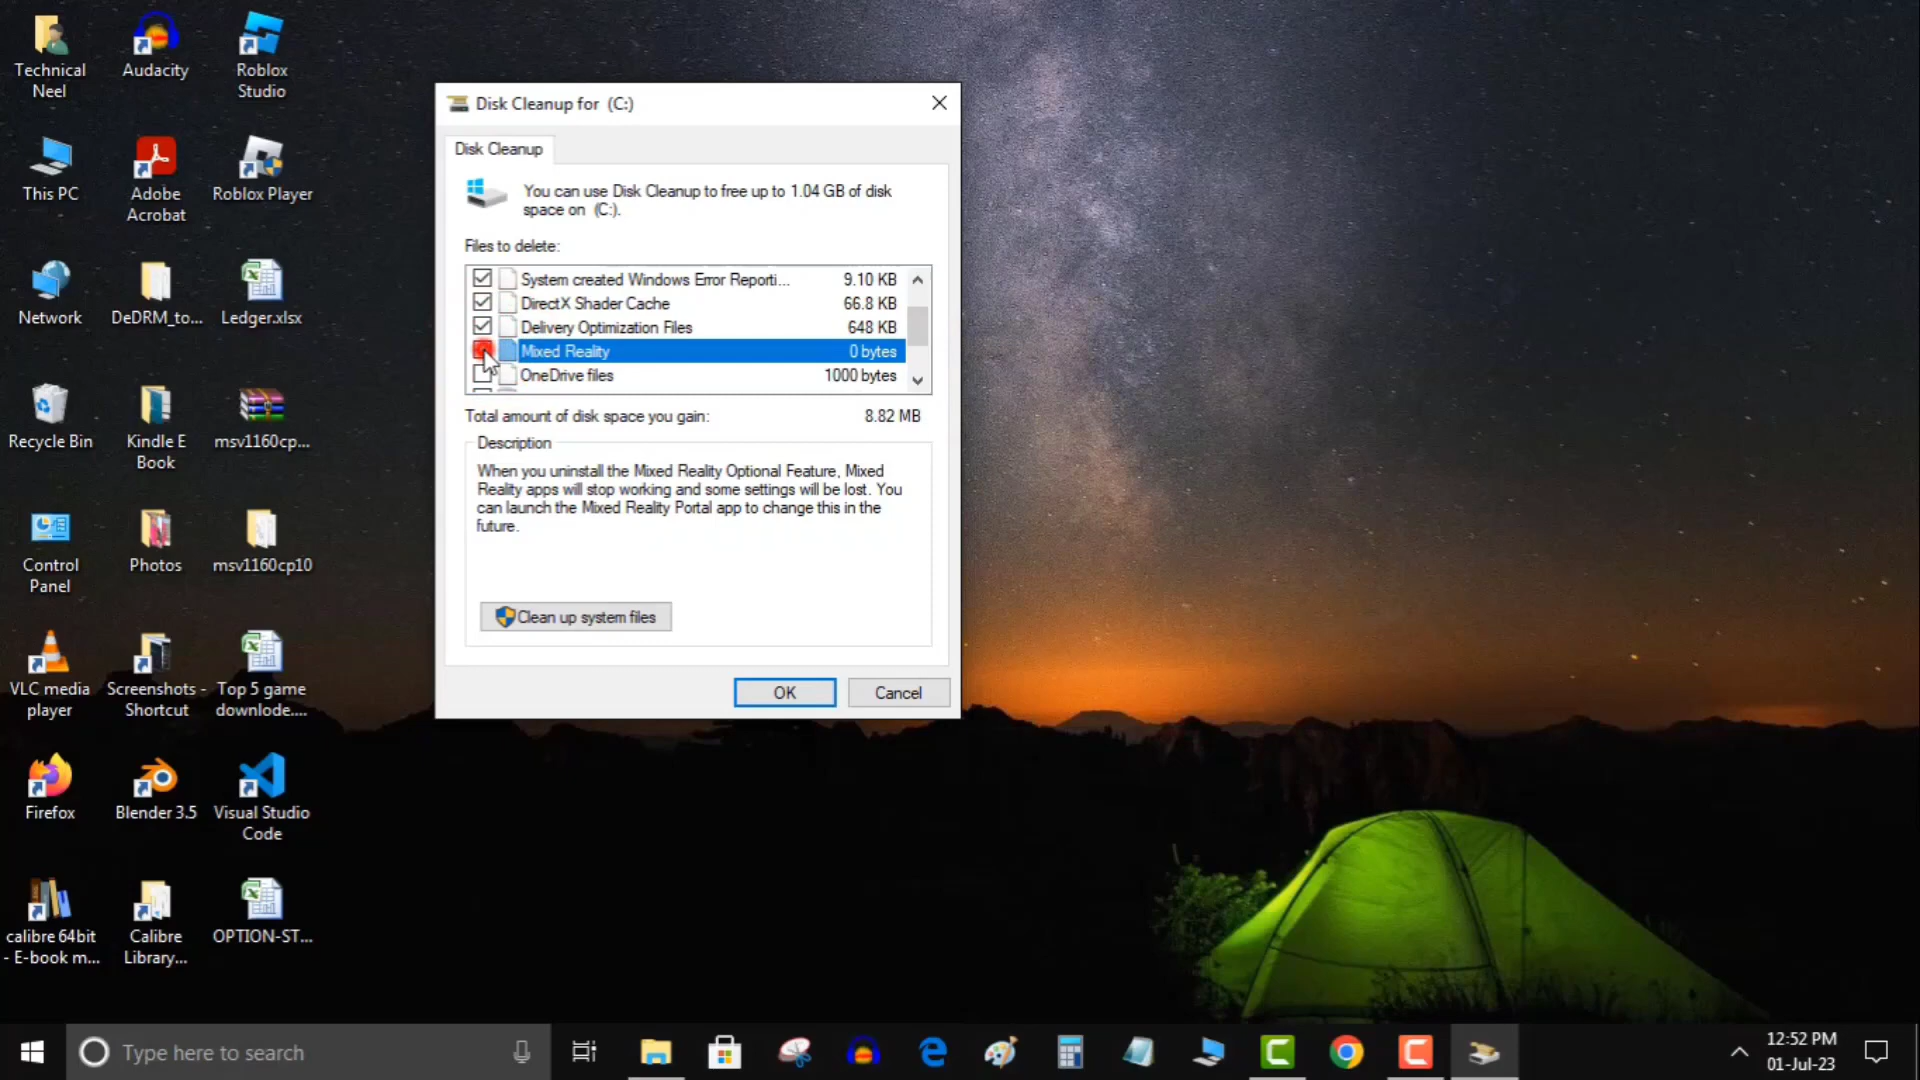 Technical
Neel
Audacity
Roblox
Studio
This PC
Adobe
Acrobat
Roblox Player
Network
DeDRM_to...
Ledger.xlsx
Recycle Bin
Kindle E
Book
msv1160cp...
Control
Panel
Photos
msv1160cp10
VLC media
player
Screenshots -
Shortcut
Top 5 game
downlode....
Firefox
Blender 3.5
Visual Studio
Code
calibre 64bit
- E-book m...
Calibre
Library...
OPTION-ST...
Disk Cleanup for (C:)
Disk Cleanup
You can use Disk Cleanup to free up to 1.04 GB of disk
space on (C:).
Files to delete:
System created Windows Error Reporti... 9.10 KB
DirectX Shader Cache 66.8 KB
Delivery Optimization Files 648 KB
Mixed Reality 0 bytes
OneDrive files 1000 bytes
Total amount of disk space you gain: 8.82 MB
Description
When you uninstall the Mixed Reality Optional Feature, Mixed
Reality apps will stop working and some settings will be lost. You
can launch the Mixed Reality Portal app to change this in the
future.
Clean up system files
OK
Cancel
Type here to search
12:52 PM
01-Jul-23